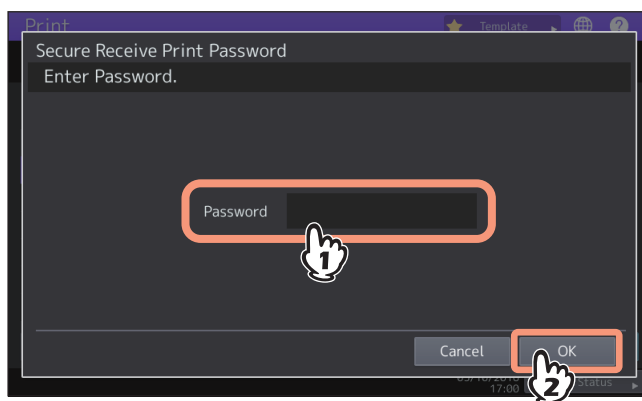 Print
Template
?
Secure Receive Print Password
Enter Password.
Password
1
Cancel
OK
2
17:00
Status